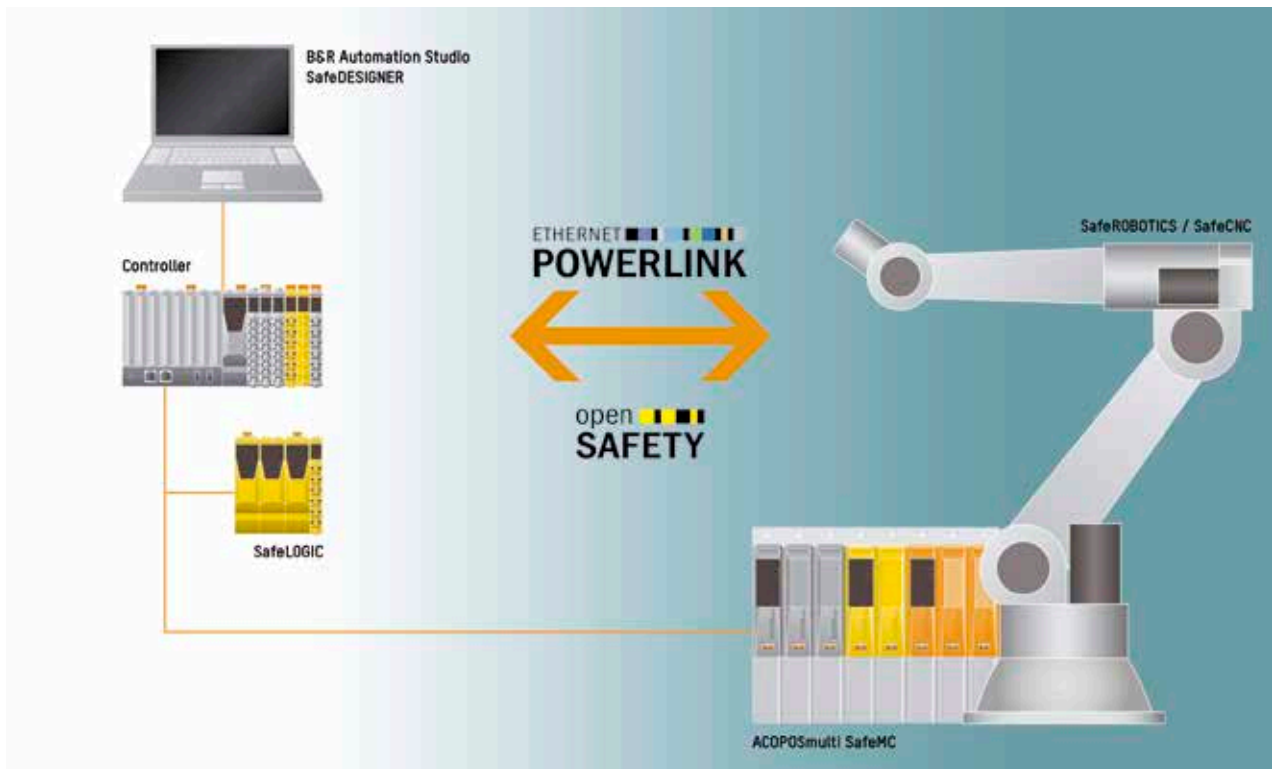 B&R Automation Studio
SafeDESIGNER
Controller
ETHERNET
POWERLINK
SafeROBOTICS / SafeCNC
open
SAFETY
SafeLOGIC
ACOPOSmulti SafeMC